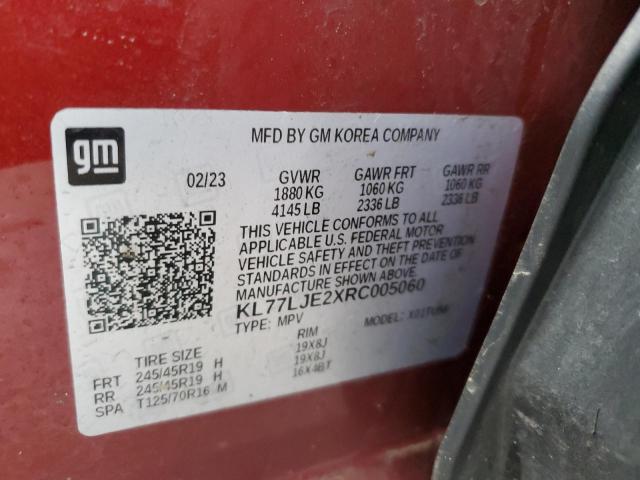 gm
MFD BY GM KOREA COMPANY
02/23 GVWR GAWR FRT GAWR RR
1880 KG 1060 KG 1060 KG
4145 LB 2336 LB 2336 LB
THIS VEHICLE CONFORMS TO ALL
APPLICABLE U.S. FEDERAL MOTOR
VEHICLE SAFETY AND THEFT PREVENTION
STANDARDS IN EFFECT ON THE DATE OF
MANUFACTURE SHOWN ABOVE.
KL77LJE2XRC005060
TYPE: MPV MODEL:
TIRE SIZE RIM
FRT 245/45R19 H 19X8J
RR 245/45R19 H 19X8J
SPA T125/70R16 M 16X4BT